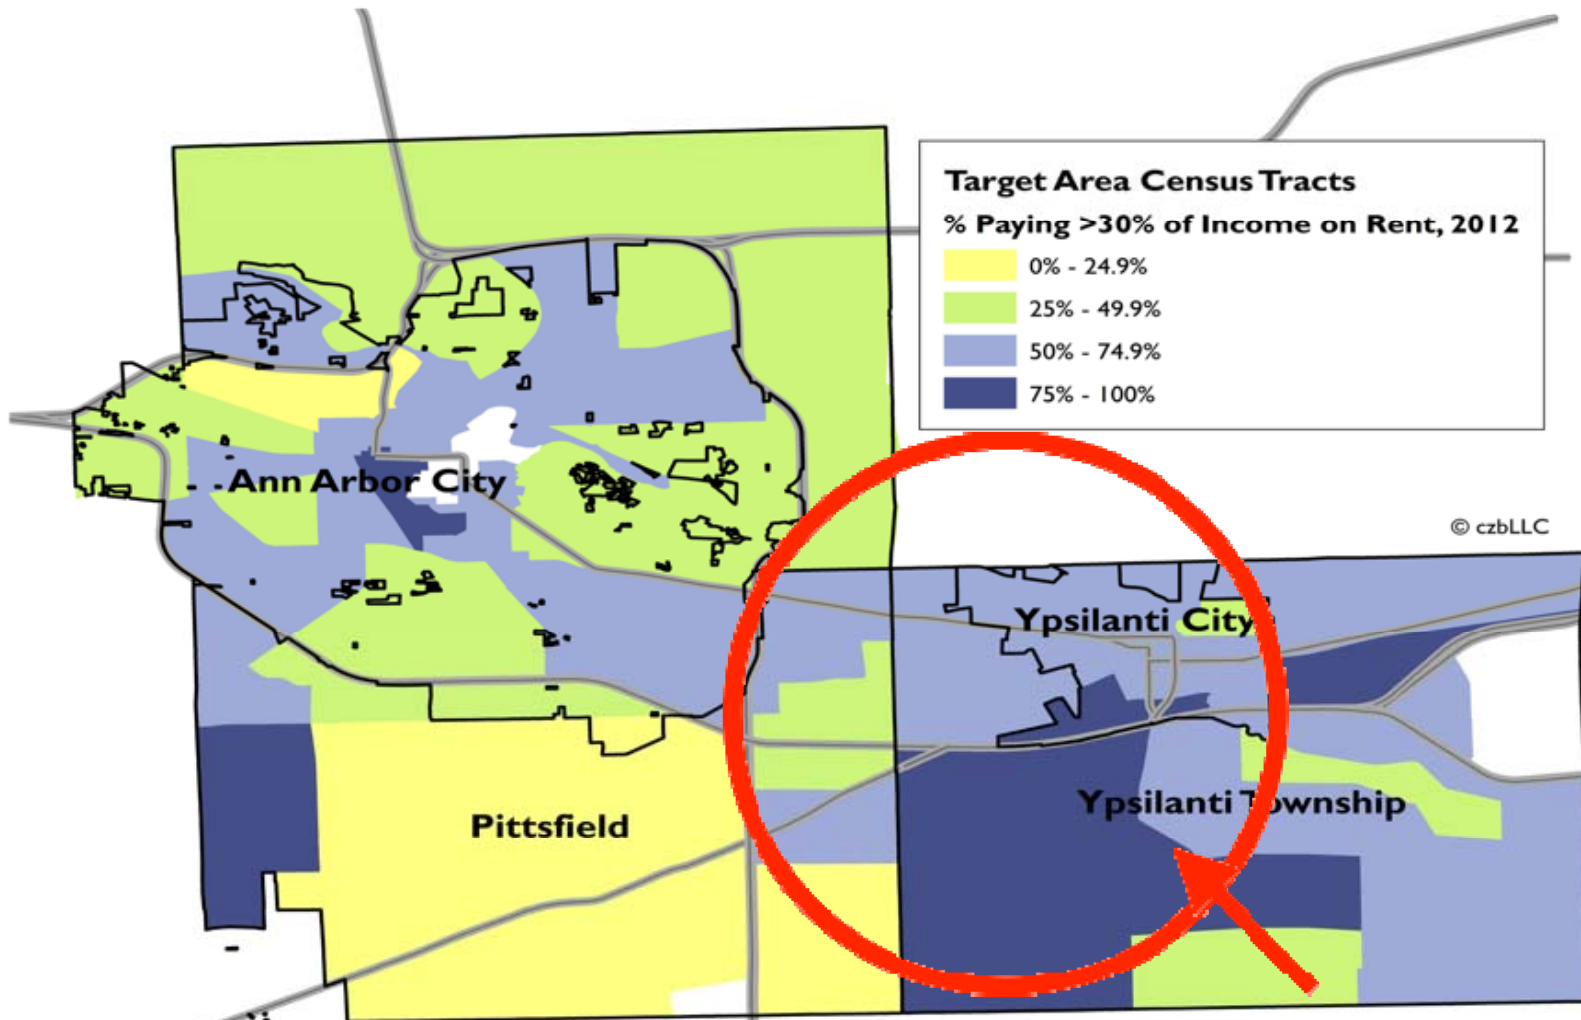 Target Area Census Tracts
% Paying >30% of Income on Rent, 2012
0% - 24.9%
25% - 49.9%
50% - 74.9%
75% - 100%
Ann Arbor City
© czbLLC
Ypsilanti City
Ypsilanti Township
Pittsfield